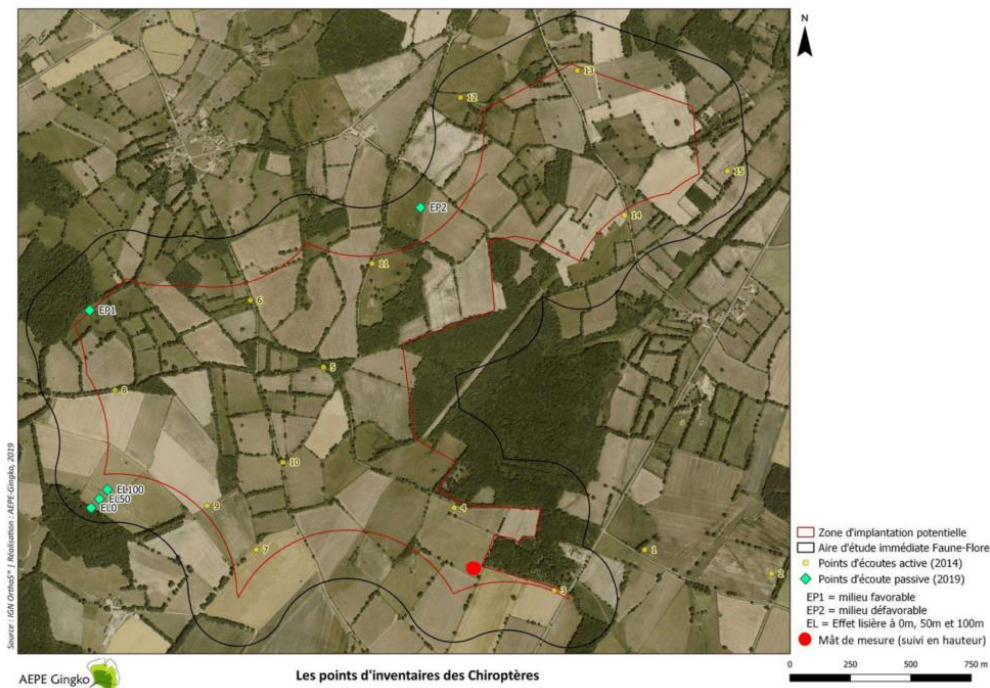 N
13
12
15
EP2
14
11
6
EP1
5
8
10
EL100
EL50
EL0
9
4
7
1
2
3
Zone d'implantation potentielle
Aire d'étude immédiate Faune-Flore
Points d'écoutes active (2014)
Points d'écoute passive (2019)
EP1 = milieu favorable
EP2 = milieu défavorable
EL = Effet lisière à 0m, 50m et 100m
Mât de mesure (suivi en hauteur)
0 250 500 750 m
Source : IGN Ortho5® | Réalisation : AEPE-Gingko, 2019
AEPE Gingko
Les points d'inventaires des Chiroptères